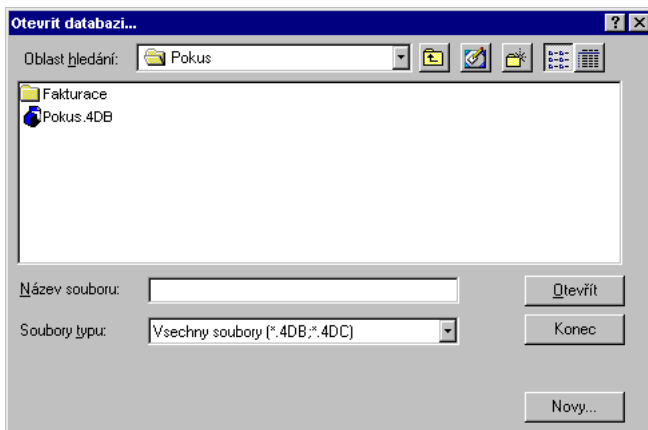 Otevrit databazi...
Oblast hledání: Pokus
Fakturace
Pokus.4DB
Název souboru: Otevřít
Soubory typu: Vsechny soubory (*.4DB;*.4DC) Konec
Novy...